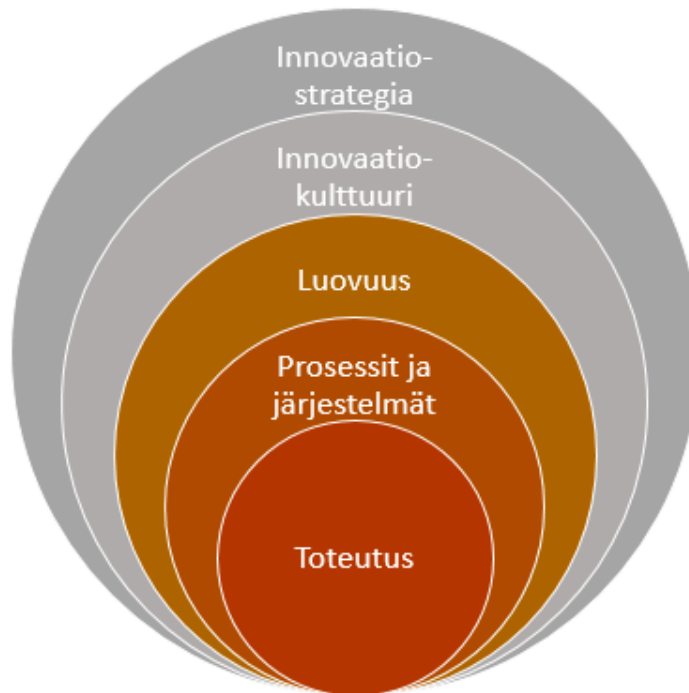 Innovaatio-
strategia
Innovaatio-
kulttuuri
Luovuus
Prosessit ja
järjestelmät
Toteutus